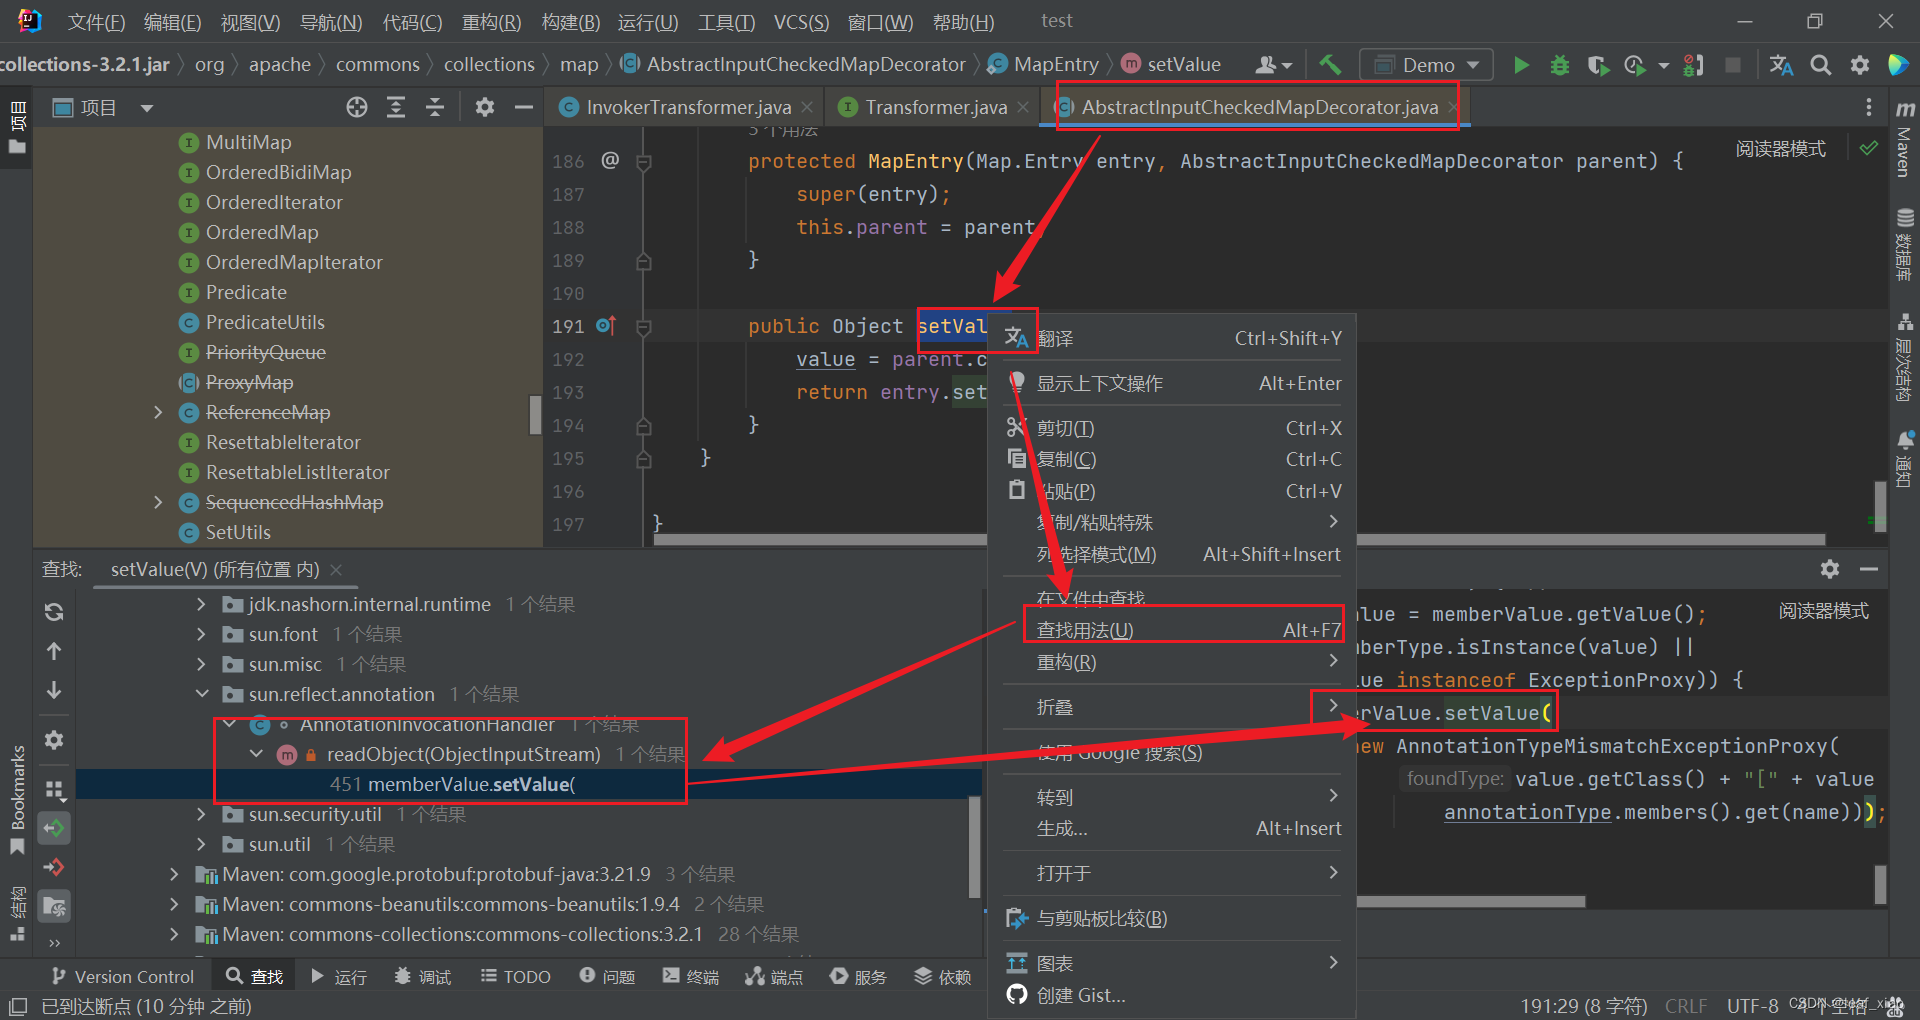 文件(F) 编辑(E) 视图(V) 导航(N) 代码(C) 重构(R) 构建(B) 运行(U) 工具(T) VCS(S) 窗口(W) 帮助(H) test
collections-3.2.1.jar org apache commons collections map AbstractInputCheckedMapDecorator MapEntry setValue Demo
项目
InvokerTransformer.java Transformer.java AbstractInputCheckedMapDecorator.java
项目
MultiMap
OrderedBidiMap
OrderedIterator
OrderedMap
OrderedMapIterator
Predicate
PredicateUtils
PriorityQueue
ProxyMap
ReferenceMap
ResettableIterator
ResettableListIterator
SequencedHashMap
SetUtils
个用法
阅读器模式
186 @ protected MapEntry(Map.Entry entry, AbstractInputCheckedMapDecorator parent) {
187 super(entry);
188 this.parent = parent;
189 }
190
191 public Object setVal
192 value = parent.c
193 return entry.set
194 }
195 }
196
197 }
m Maven
数据库
层次结构
通知
翻译 Ctrl+Shift+Y
显示上下文操作 Alt+Enter
剪切(T) Ctrl+X
复制(C) Ctrl+C
粘贴(P) Ctrl+V
复制/粘贴特殊
列选择模式(M) Alt+Shift+Insert
在文件中查找
查找用法(U) Alt+F7
重构(R)
折叠
使用 Google 搜索(S)
转到
生成... Alt+Insert
打开于
与剪贴板比较(B)
图表
创建 Gist...
查找: setValue(V) (所有位置 内)
jdk.nashorn.internal.runtime 1 个结果
sun.font 1 个结果
sun.misc 1 个结果
sun.reflect.annotation 1 个结果
AnnotationInvocationHandler 1 个结果
readObject(ObjectInputStream) 1 个结果
451 memberValue.setValue(
sun.security.util 1 个结果
sun.util 1 个结果
Maven: com.google.protobuf:protobuf-java:3.21.9 3 个结果
Maven: commons-beanutils:commons-beanutils:1.9.4 2 个结果
Maven: commons-collections:commons-collections:3.2.1 28 个结果
阅读器模式
alue = memberValue.getValue();
berType.isInstance(value) ||
ue instanceof ExceptionProxy)) {
erValue.setValue(
new AnnotationTypeMismatchExceptionProxy(
foundType: value.getClass() + "[" + value
annotationType.members().get(name)));
Bookmarks
结构
Version Control 查找 运行 调试 TODO 问题 终端 端点 服务 依赖
已到达断点 (10 分钟 之前) 191:29 (8 字符) CRLF UTF-8 4 个空格